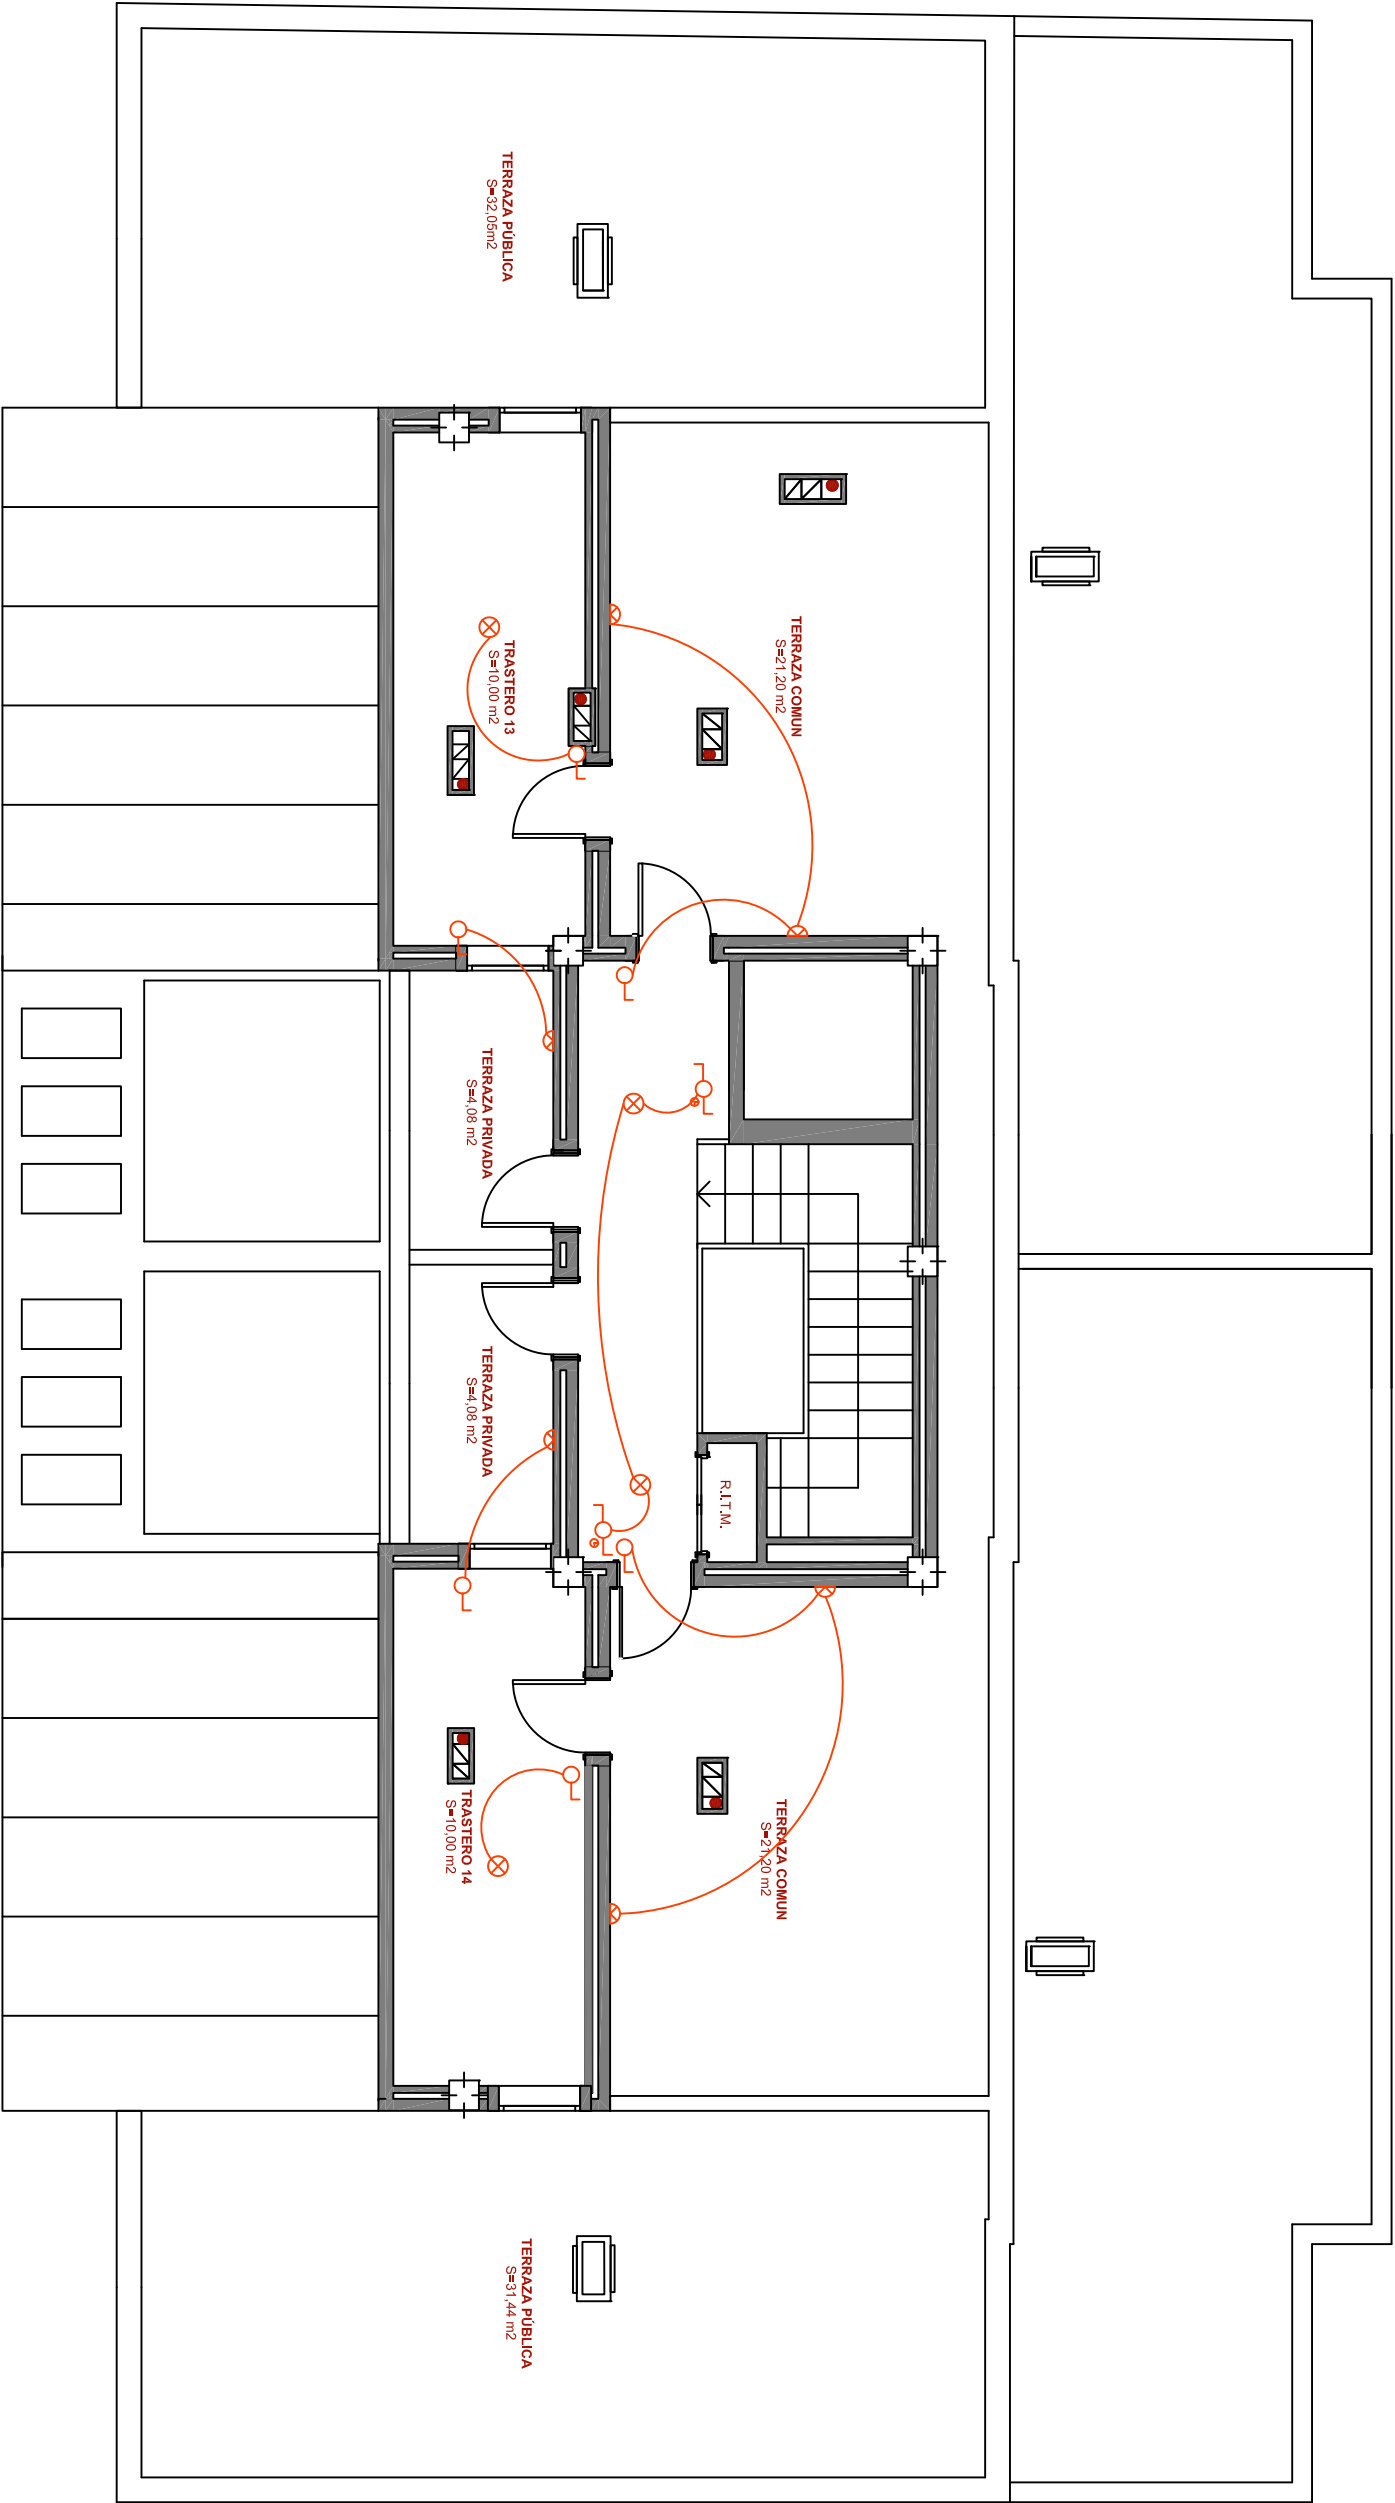 TERRAZA PÚBLICA
S=32,05m2
TERRAZA COMUN
S=21,20 m2
TRASTERO 13
S=10,00 m2
TERRAZA PRIVADA
S=4,08 m2
TERRAZA PRIVADA
S=4,08 m2
R.I.T.M.
TERRAZA COMUN
S=21,20 m2
TRASTERO 14
S=10,00 m2
TERRAZA PÚBLICA
S=31,44 m2